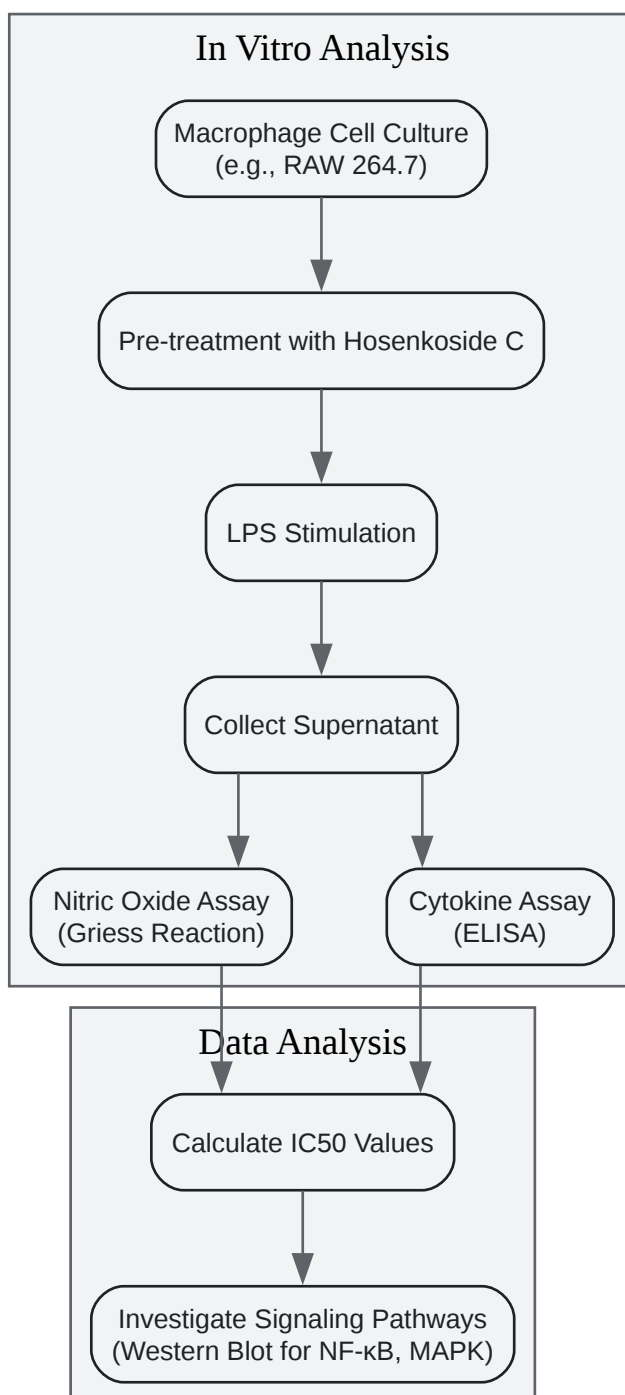 In Vitro Analysis
Macrophage Cell Culture
(e.g., RAW 264.7)
Pre-treatment with Hosenkoside C
LPS Stimulation
Collect Supernatant
Nitric Oxide Assay
(Griess Reaction)
Cytokine Assay
(ELISA)
Data Analysis
Calculate IC50 Values
Investigate Signaling Pathways
(Western Blot for NF-κB, MAPK)